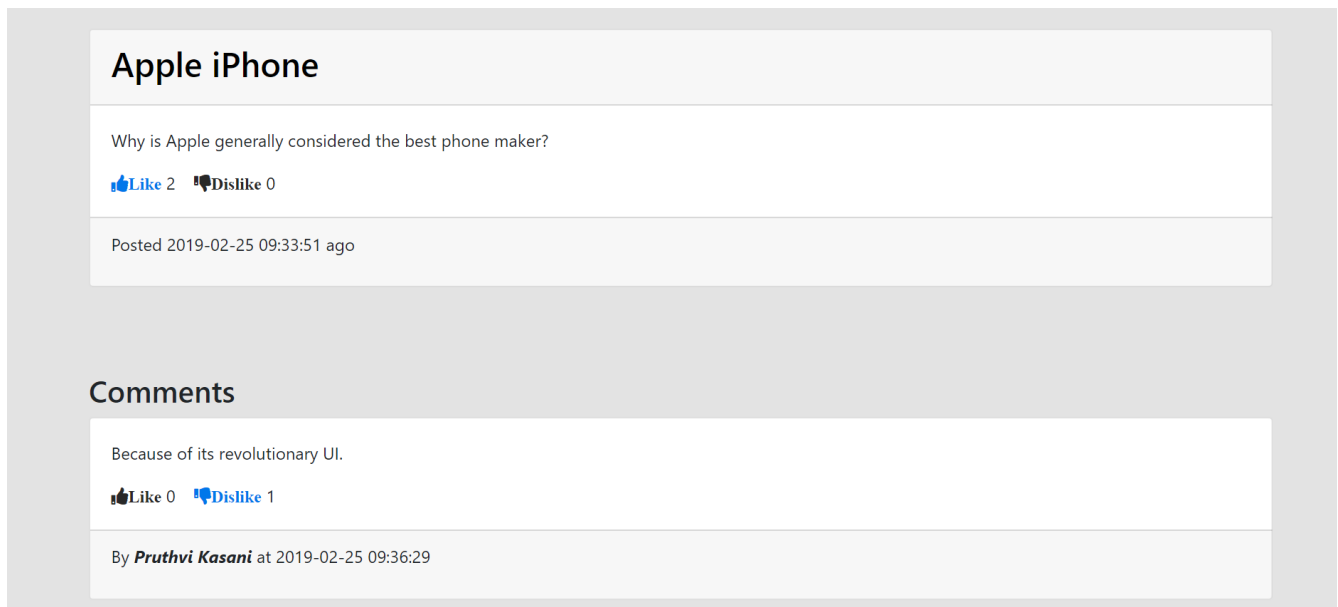 Apple iPhone
Why is Apple generally considered the best phone maker?
Like 2 Dislike 0
Posted 2019-02-25 09:33:51 ago
Comments
Because of its revolutionary UI.
Like 0 Dislike 1
By Pruthvi Kasani at 2019-02-25 09:36:29